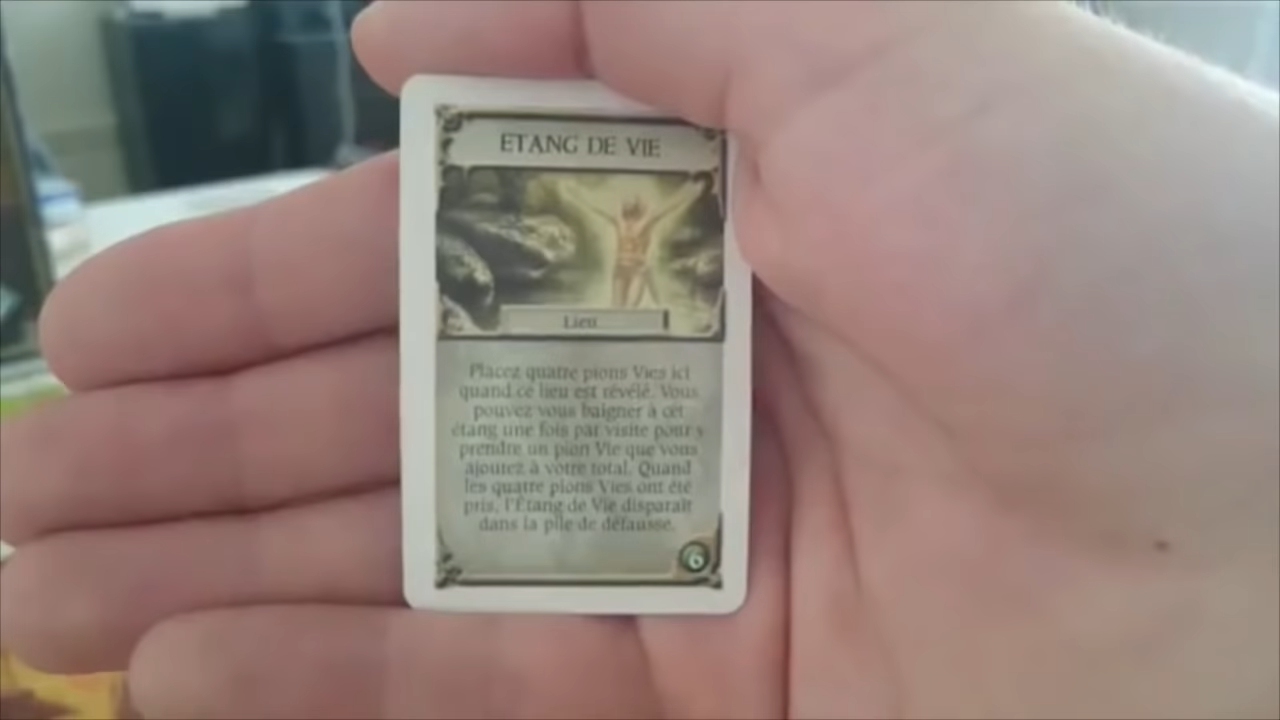 ETANG DE VIE
Lieu
Placez quatre pions Vies ici
quand ce lieu est révélé. Vous
pouvez vous baigner à cet
étang une fois par visite pour y
prendre un pion Vie que vous
ajoutez à votre total. Quand
les quatre pions Vies ont été
pris, l'Étang de Vie disparaît
dans la pile de défausse.
6